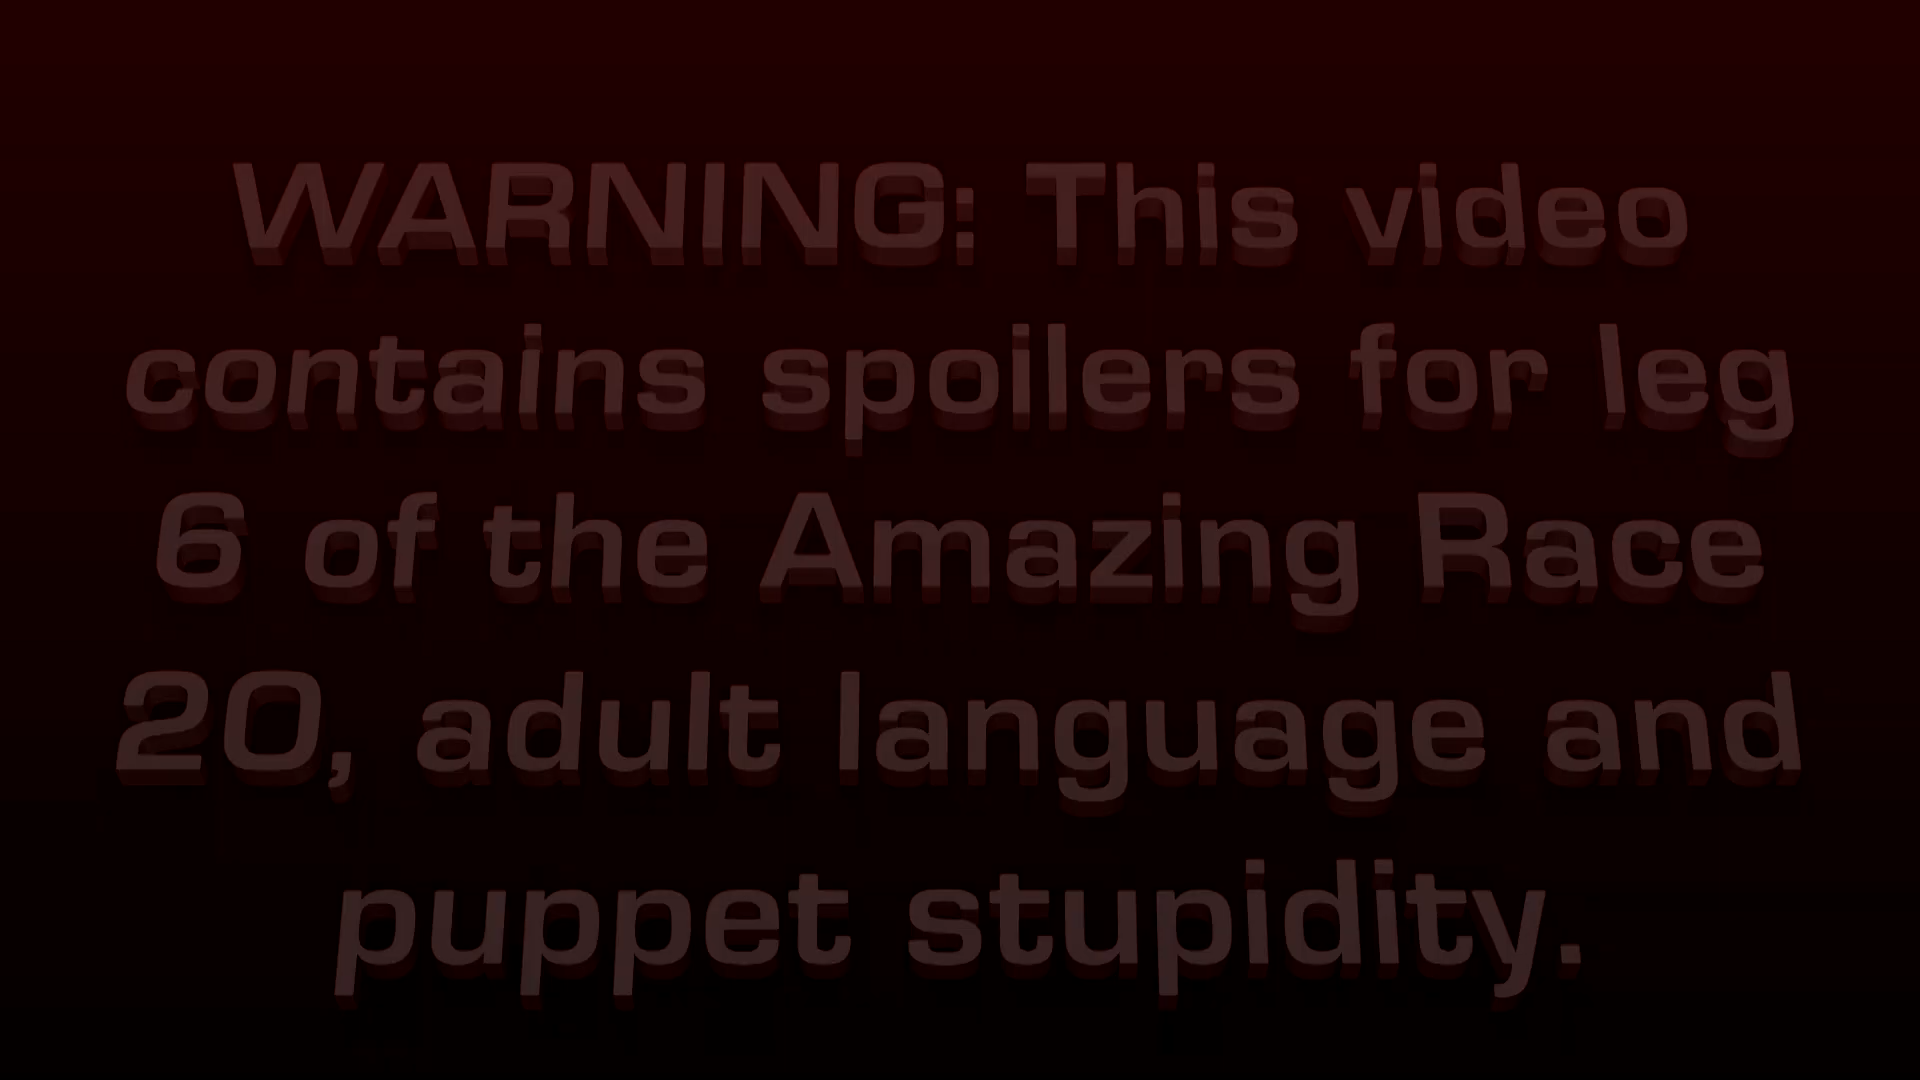 WARNING: This video
contains spoilers for leg
6 of the Amazing Race
20, adult language and
puppet stupidity.